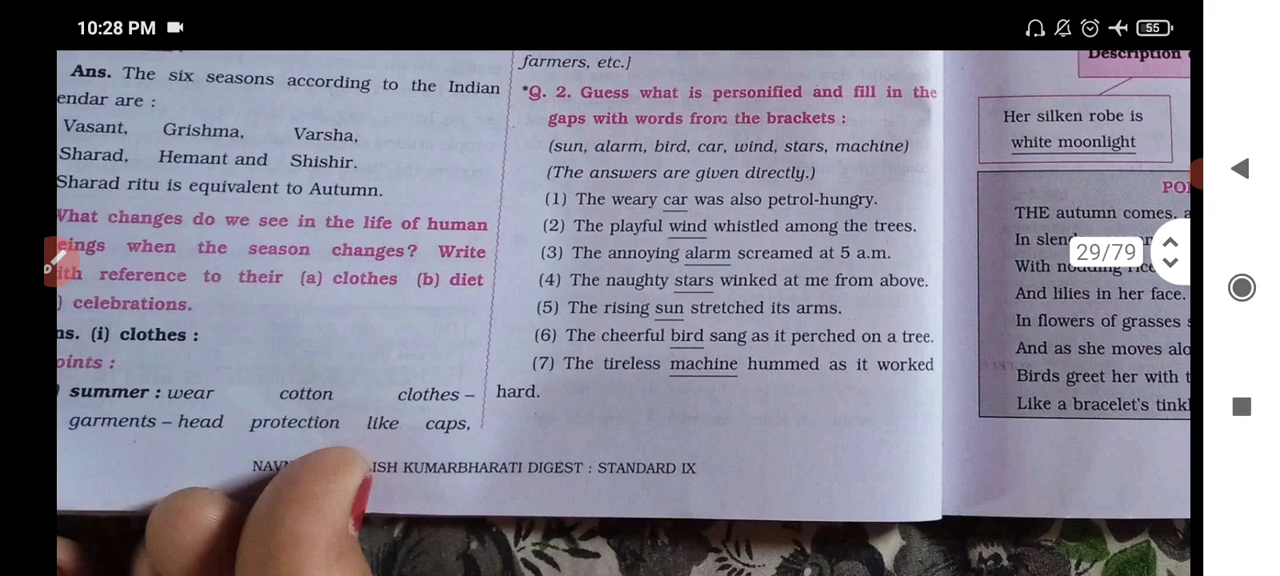 10:28 PM
55
Ans. The six seasons according to the Indian
endar are :
Vasant, Grishma, Varsha,
Sharad, Hemant and Shishir.
Sharad ritu is equivalent to Autumn.
What changes do we see in the life of human
eings when the season changes? Write
ith reference to their (a) clothes (b) diet
) celebrations.
ns. (i) clothes :
oints :
) summer : wear cotton clothes –
garments – head protection like caps,
farmers, etc.]
*Q. 2. Guess what is personified and fill in the
gaps with words from the brackets :
(sun, alarm, bird, car, wind, stars, machine)
(The answers are given directly.)
(1) The weary car was also petrol-hungry.
(2) The playful wind whistled among the trees.
(3) The annoying alarm screamed at 5 a.m.
(4) The naughty stars winked at me from above.
(5) The rising sun stretched its arms.
(6) The cheerful bird sang as it perched on a tree.
(7) The tireless machine hummed as it worked
hard.
KUMARBHARATI DIGEST : STANDARD IX
Description
Her silken robe is
white moonlight
THE autumn comes, a
In
With
And lilies in her face.
In flowers of grasses s
And as she moves alo
Birds greet her with t
Like a bracelet's tinkl
29/79